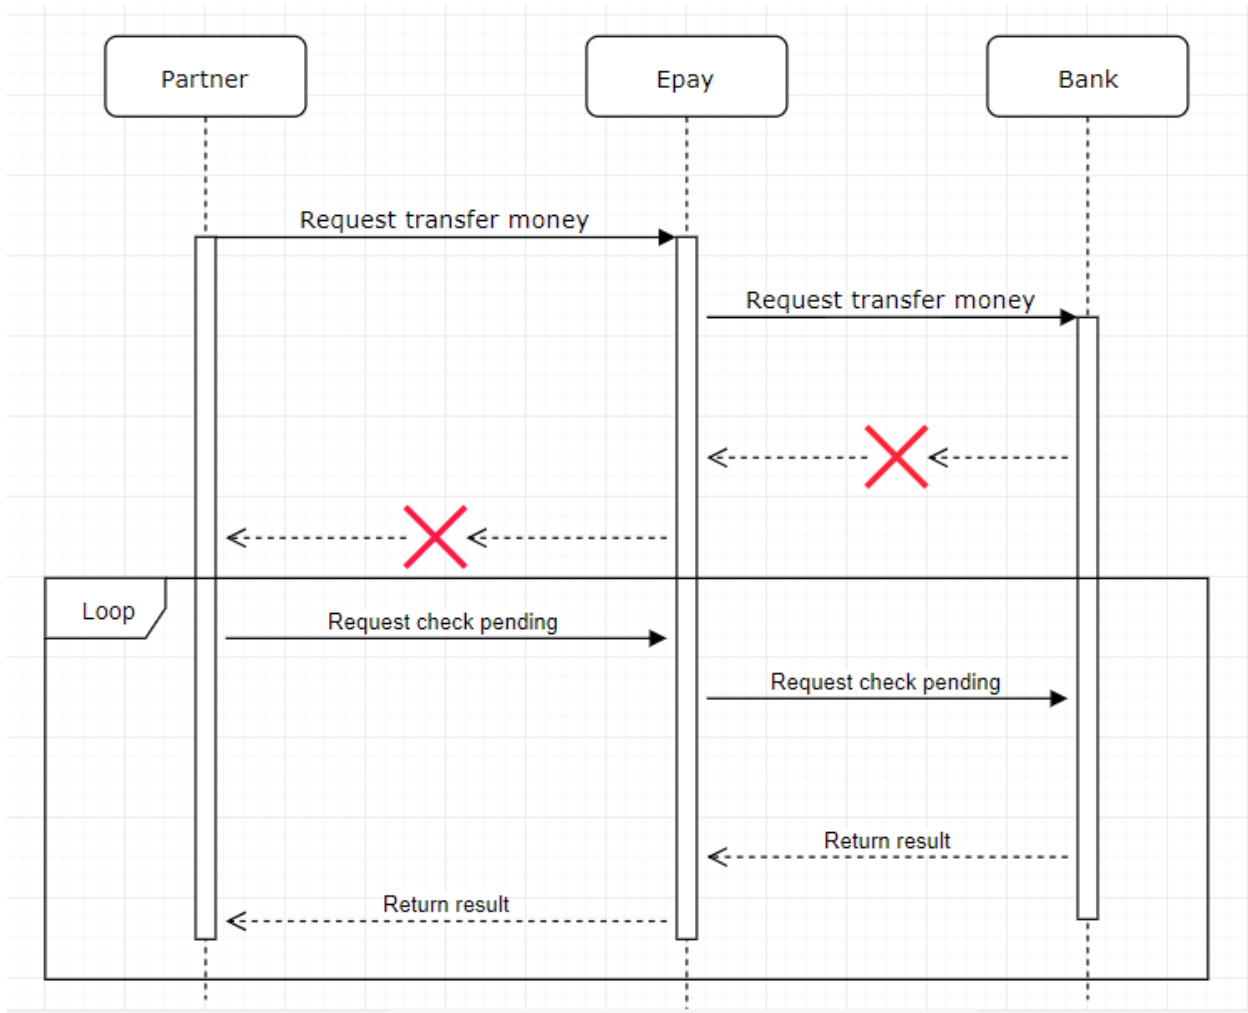 Partner
Epay
Bank
Request transfer money
Request transfer money
Loop
Request check pending
Request check pending
Return result
Return result